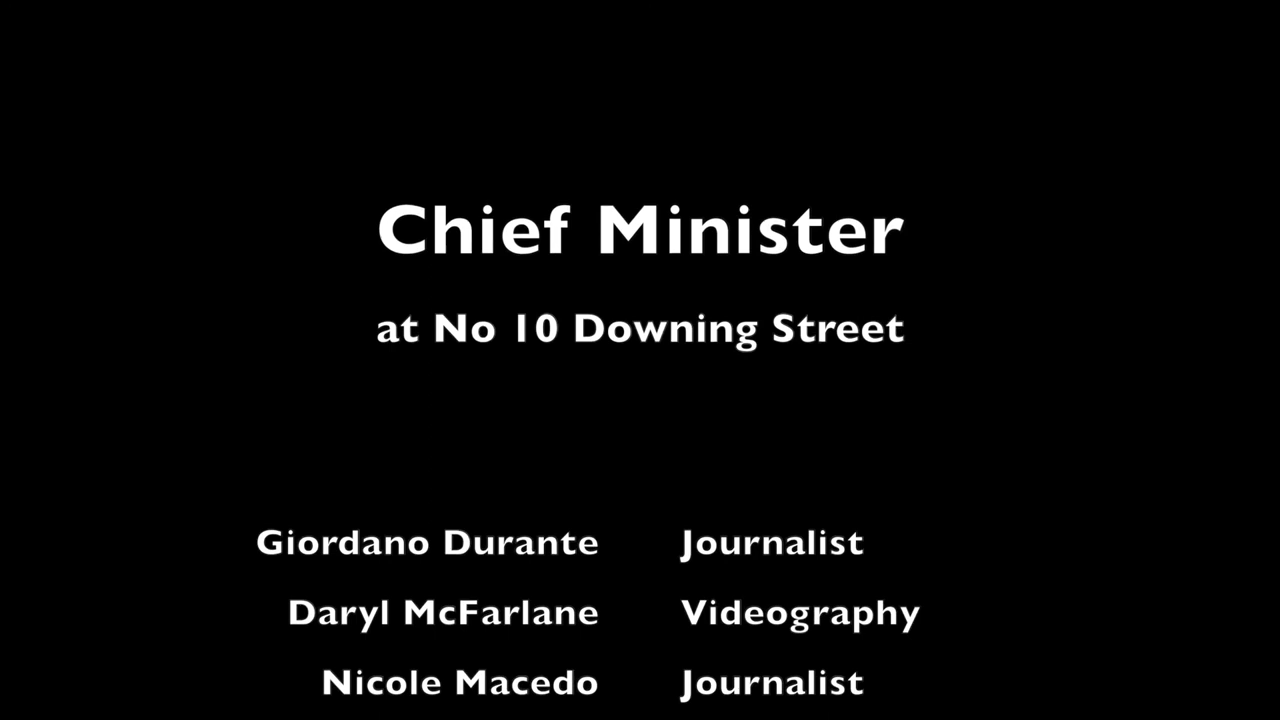 Chief Minister
at No 10 Downing Street
Giordano Durante Journalist
Daryl McFarlane Videography
Nicole Macedo Journalist